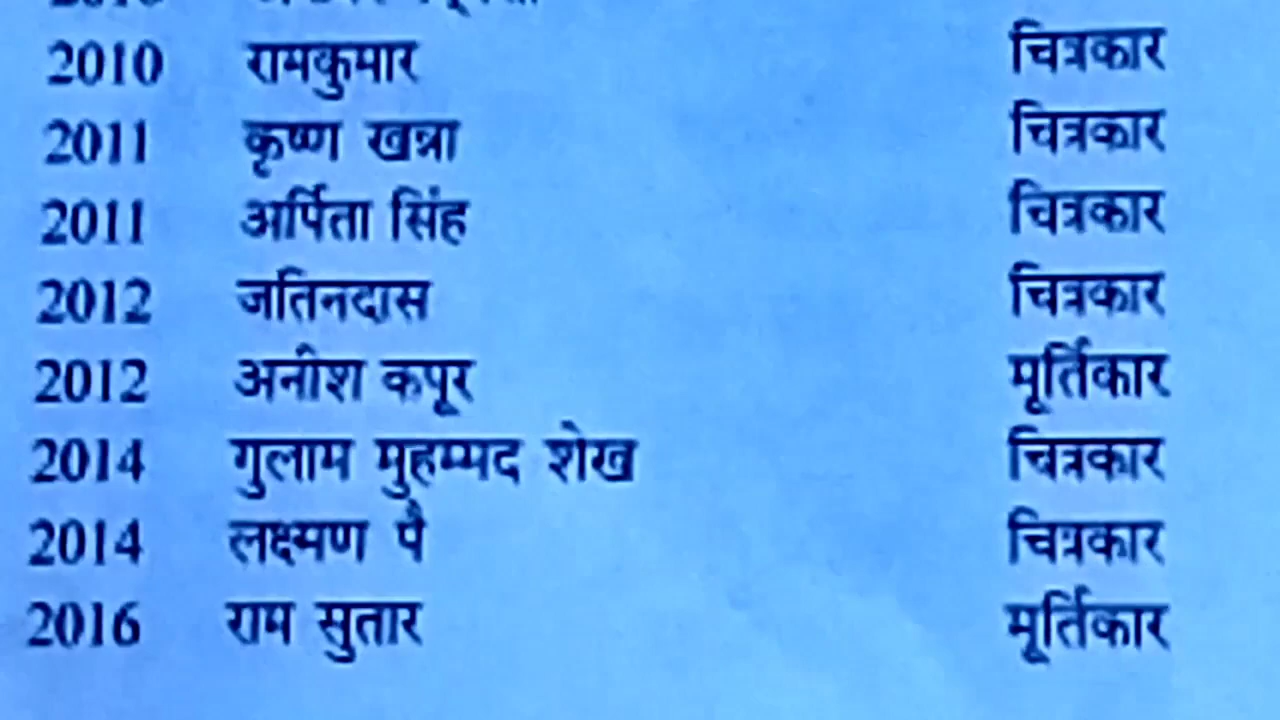 2010 रामकुमार चित्रकार
2011 कृष्ण खन्ना चित्रकार
2011 अर्पिता सिंह चित्रकार
2012 जतिनदास चित्रकार
2012 अनीश कपूर मूर्तिकार
2014 गुलाम मुहम्मद शेख चित्रकार
2014 लक्ष्मण पै चित्रकार
2016 राम सुतार मूर्तिकार